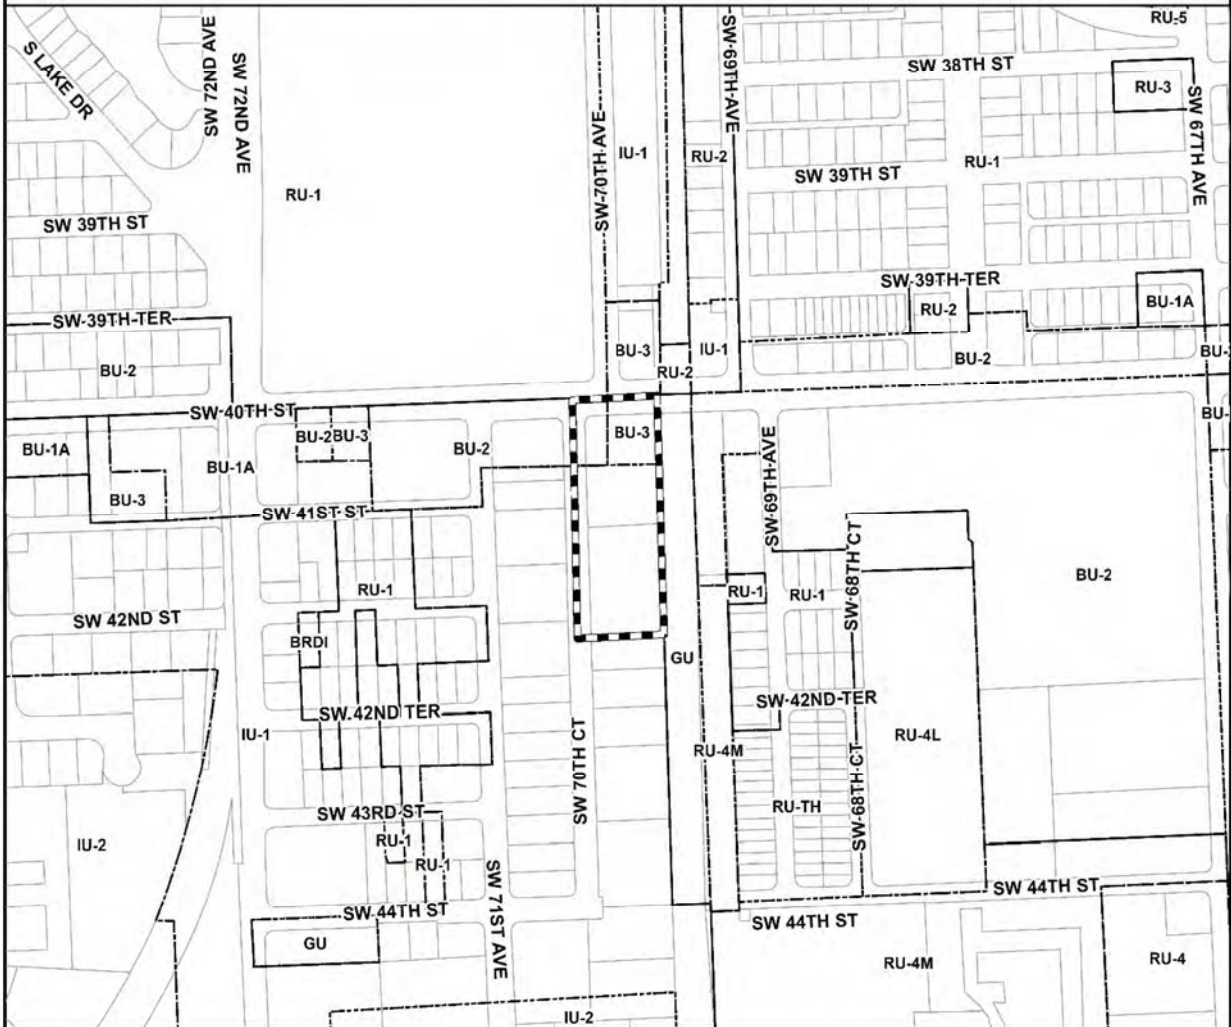 RU-5
SW 38TH ST
S LAKE DR
SW 72ND AVE
SW 72ND AVE
SW 69TH AVE
RU-3
SW 67TH AVE
SW 70TH AVE
IU-1
RU-2
RU-1
SW 39TH ST
RU-1
SW 39TH ST
SW 39TH TER
RU-2
BU-1A
SW 39TH TER
BU-3
IU-1
BU-2
BU-2
RU-2
BU-2
SW 40TH ST
BU-
BU-3
BU-2
BU-3
BU-2
BU-1A
BU-1A
SW 69TH AVE
BU-3
SW 41ST ST
SW 68TH CT
BU-2
RU-1
RU-1
RU-1
SW 42ND ST
BRDI
GU
SW 42ND TER
SW 42ND TER
IU-1
RU-4L
RU-4M
SW 70TH CT
SW 68TH CT
RU-TH
SW 43RD ST
RU-1
IU-2
RU-1
SW 71ST AVE
SW 44TH ST
SW 44TH ST
SW 44TH ST
GU
RU-4M
RU-4
IU-2